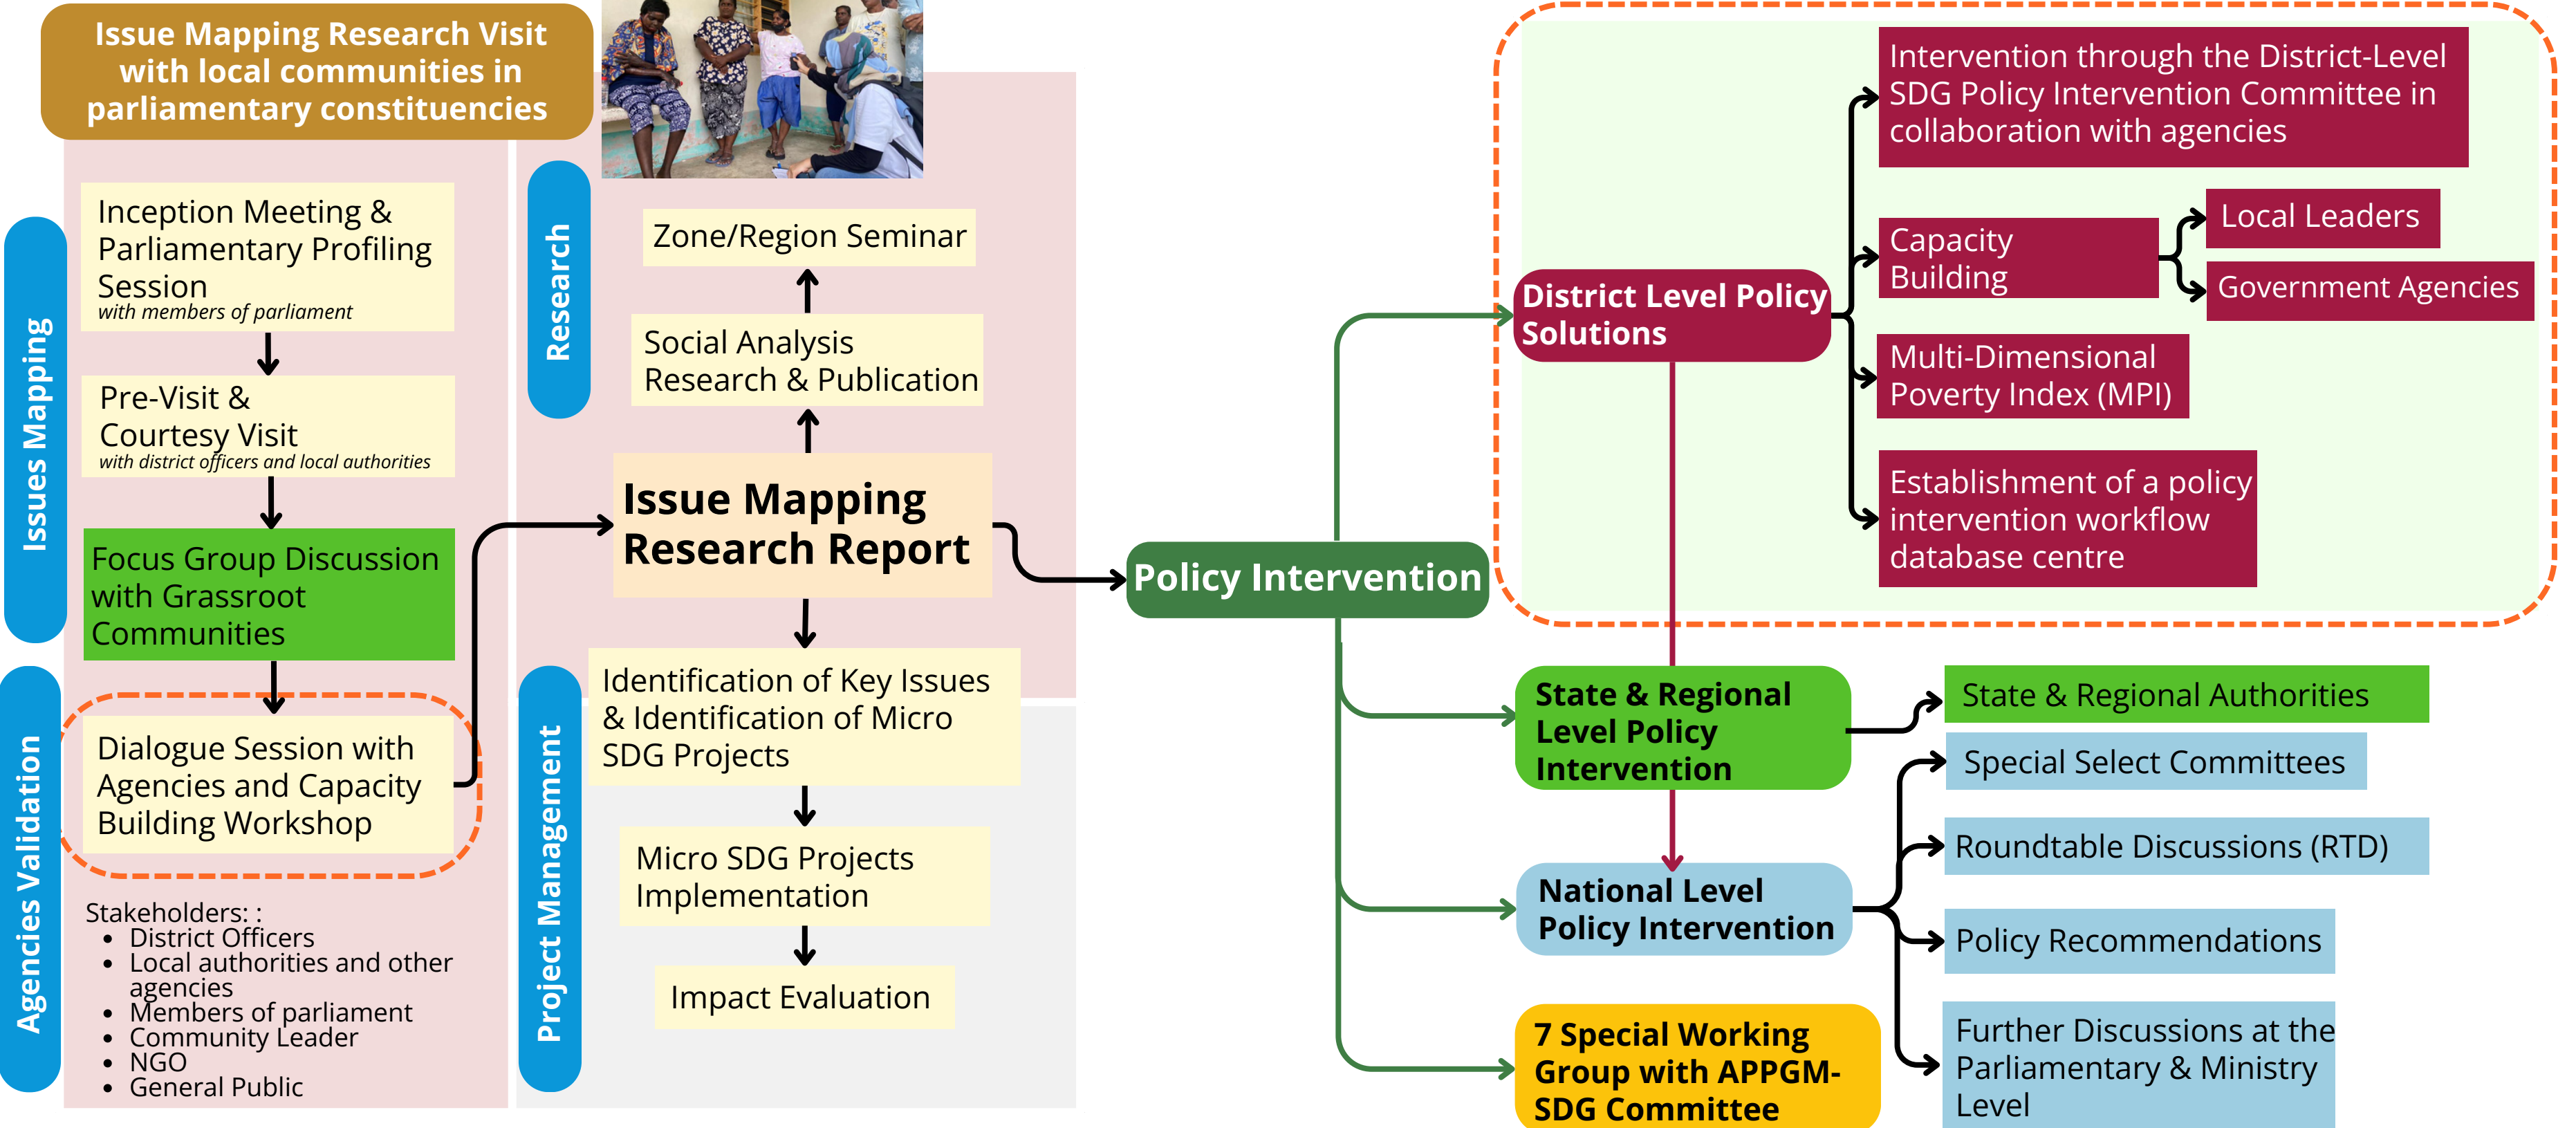 Issue Mapping Research Visit
with local communities in
parliamentary constituencies
Issues Mapping
Inception Meeting &
Parliamentary Profiling
Session
with members of parliament
Pre-Visit &
Courtesy Visit
with district officers and local authorities
Focus Group Discussion
with Grassroot
Communities
Agencies Validation
Dialogue Session with
Agencies and Capacity
Building Workshop
Stakeholders: :
• District Officers
• Local authorities and other
agencies
• Members of parliament
• Community Leader
• NGO
• General Public
Research
Zone/Region Seminar
Social Analysis
Research & Publication
Issue Mapping
Research Report
Project Management
Identification of Key Issues
& Identification of Micro
SDG Projects
Micro SDG Projects
Implementation
Impact Evaluation
Policy Intervention
District Level Policy
Solutions
Intervention through the District-Level
SDG Policy Intervention Committee in
collaboration with agencies
Capacity
Building
Local Leaders
Government Agencies
Multi-Dimensional
Poverty Index (MPI)
Establishment of a policy
intervention workflow
database centre
State & Regional
Level Policy
Intervention
State & Regional Authorities
National Level
Policy Intervention
Special Select Committees
Roundtable Discussions (RTD)
Policy Recommendations
Further Discussions at the
Parliamentary & Ministry
Level
7 Special Working
Group with APPGM-
SDG Committee